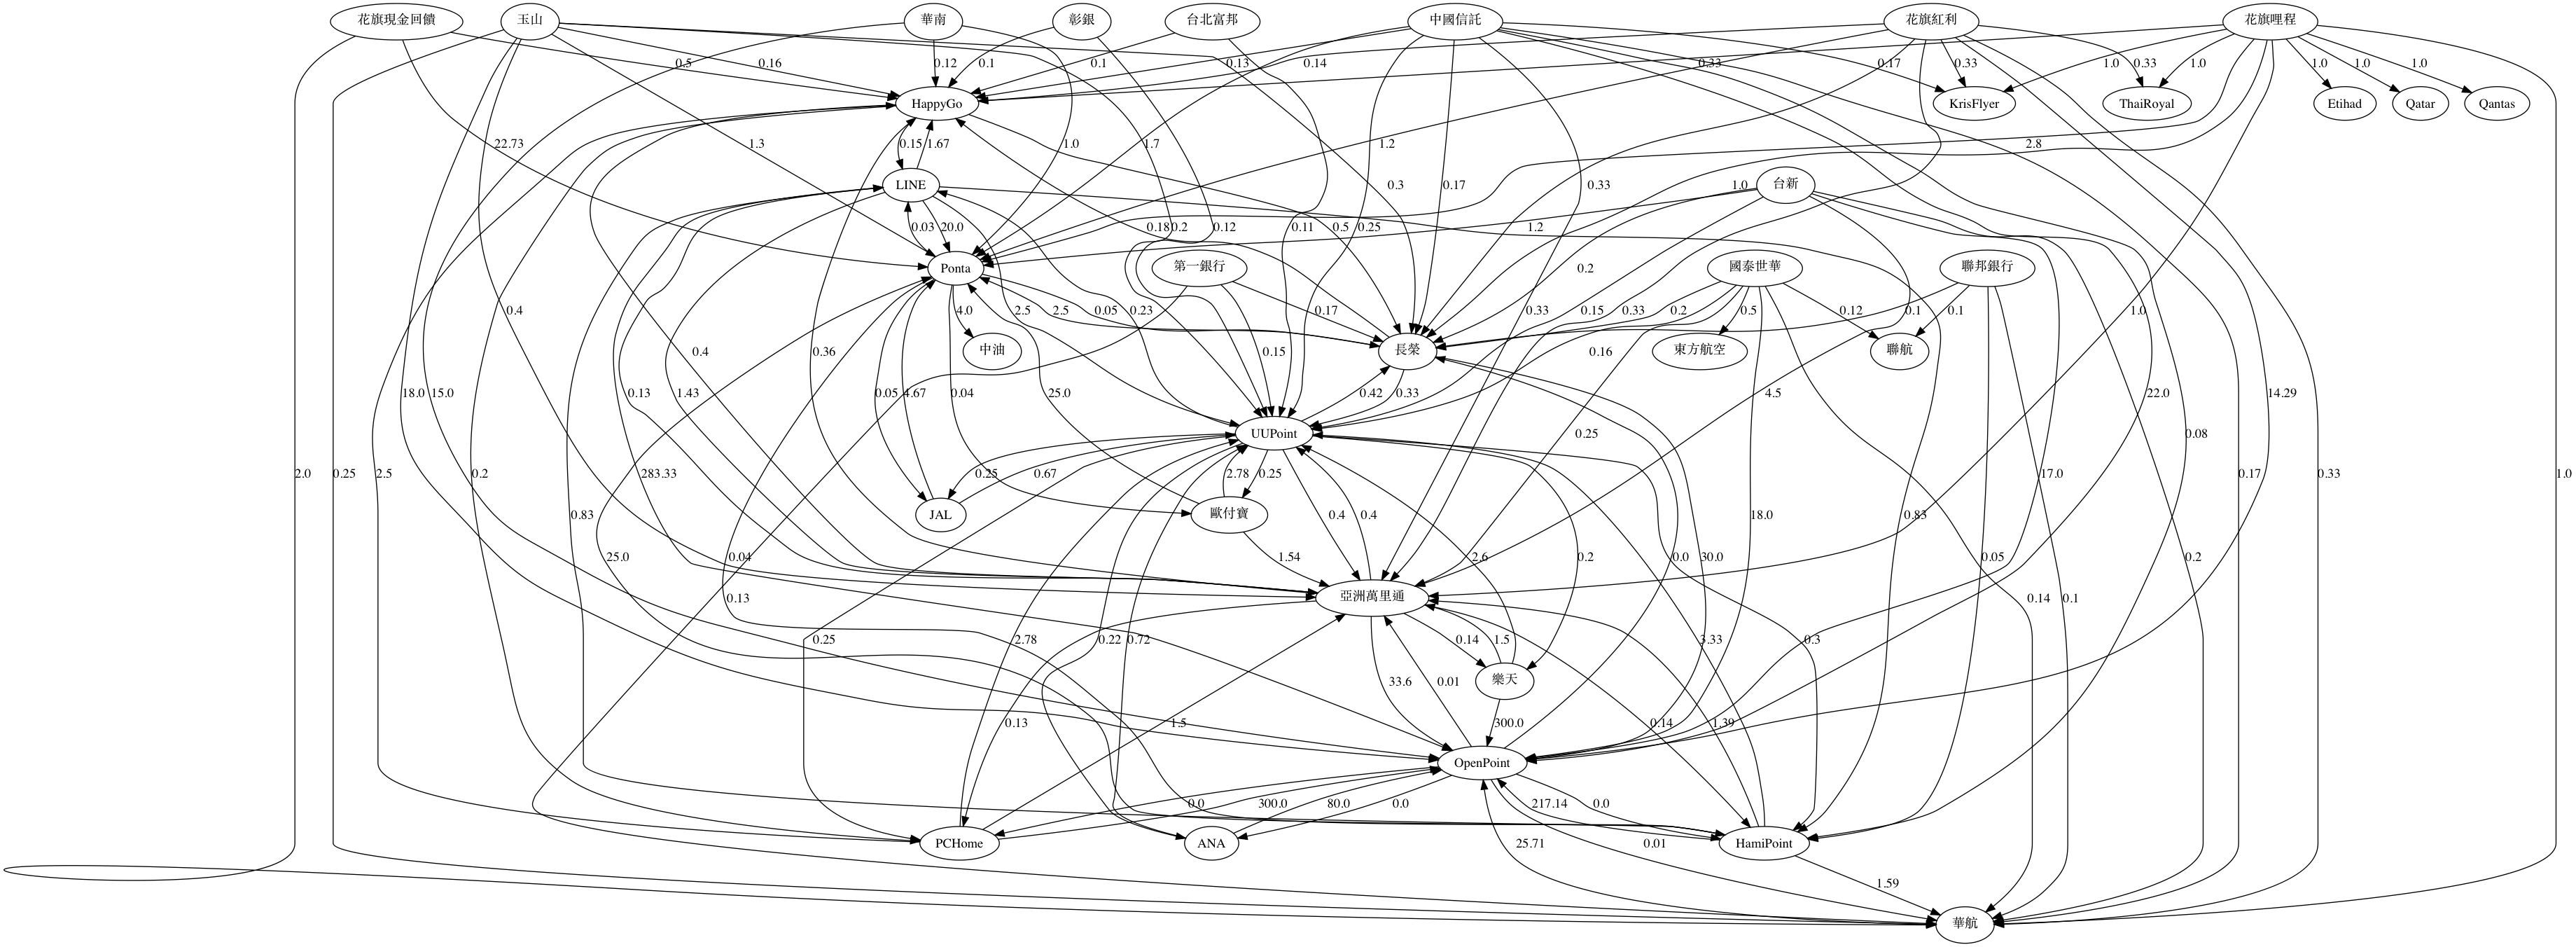 花旗現金回饋 玉山 華南 彰銀 台北富邦 中國信託 花旗紅利 花旗哩程
0.5 0.16 0.12 0.1 0.1 0.13 0.14 0.33 0.17 0.33 0.33 1.0 1.0 1.0 1.0 1.0
HappyGo KrisFlyer ThaiRoyal Etihad Qatar Qantas
22.73 1.3 0.15 1.67 1.0 1.7 1.2 2.8
LINE 0.3 0.17 0.33 1.0 台新
0.03 20.0 0.18 0.2 0.12 0.11 0.5 0.25 1.2
Ponta 第一銀行 0.2 國泰世華 聯邦銀行
0.4 4.0 2.5 2.5 0.05 0.23 0.17 0.33 0.15 0.33 0.2 0.5 0.12 0.1 0.1 1.0
0.36 0.4 中油 0.15 長榮 0.16 東方航空 聯航
18.0 15.0 0.13 1.43 0.05 4.67 0.04 25.0 0.42 0.33 4.5 22.0 14.29
UUPoint 0.25 0.08
2.0 0.25 2.5 0.2 283.33 0.25 0.67 2.78 0.25 17.0 0.17 0.33 1.0
0.83 JAL 歐付寶 0.4 0.4 18.0 0.83
25.0 0.04 1.54 2.6 0.2 0.0 30.0 0.05 0.2
0.13 亞洲萬里通 0.14 0.1
0.25 2.78 0.22 0.72 0.14 1.5 3.33 0.3
33.6 0.01 樂天
0.13 1.5 300.0 0.14 1.39
OpenPoint
0.0 300.0 80.0 0.0 217.14 0.0
PCHome ANA 25.71 0.01 HamiPoint
1.59
華航